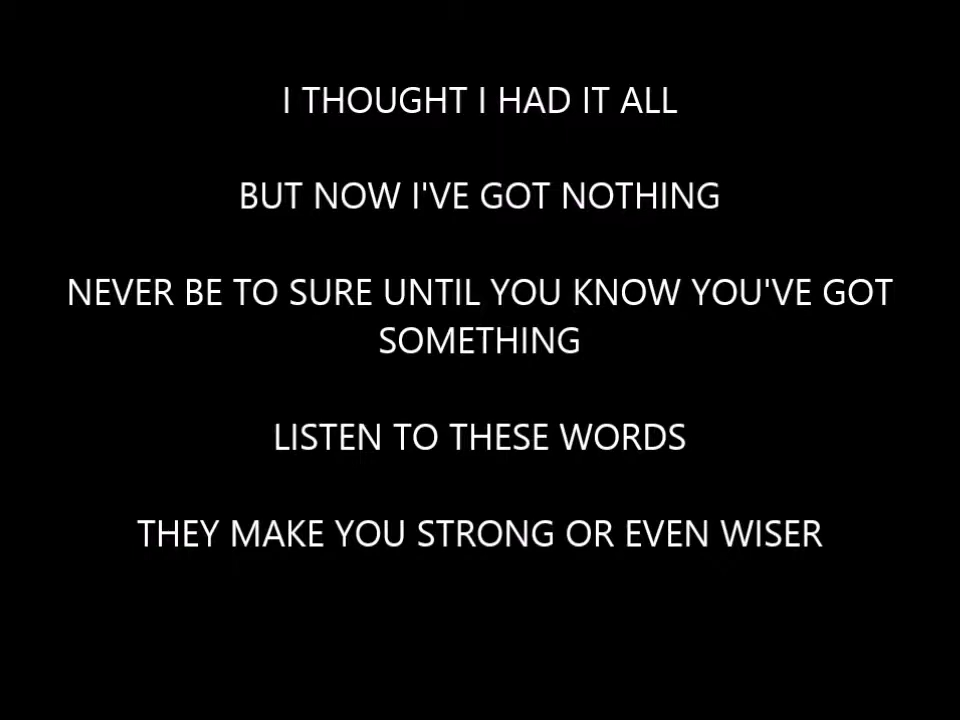 I THOUGHT I HAD IT ALL
BUT NOW I'VE GOT NOTHING
NEVER BE TO SURE UNTIL YOU KNOW YOU'VE GOT
SOMETHING
LISTEN TO THESE WORDS
THEY MAKE YOU STRONG OR EVEN WISER